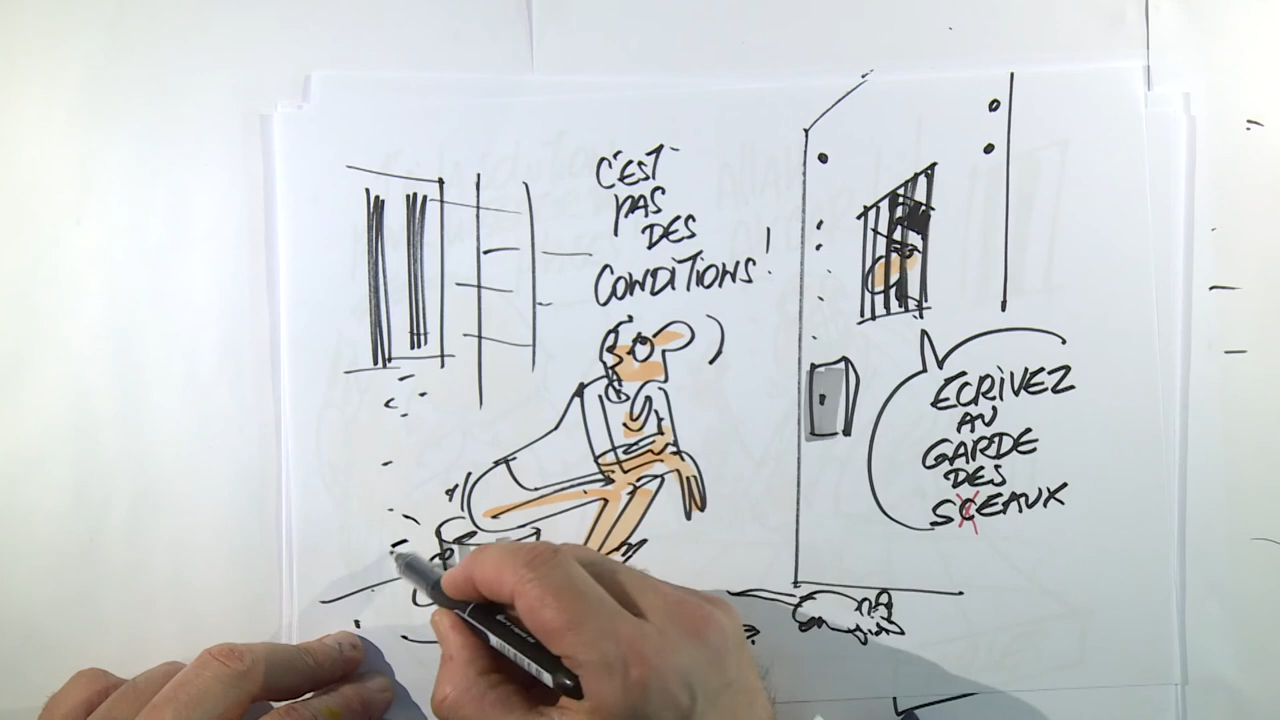 C'EST
PAS
DES
CONDITIONS !
ECRIVEZ
AU
GARDE
DES
SCEAUX